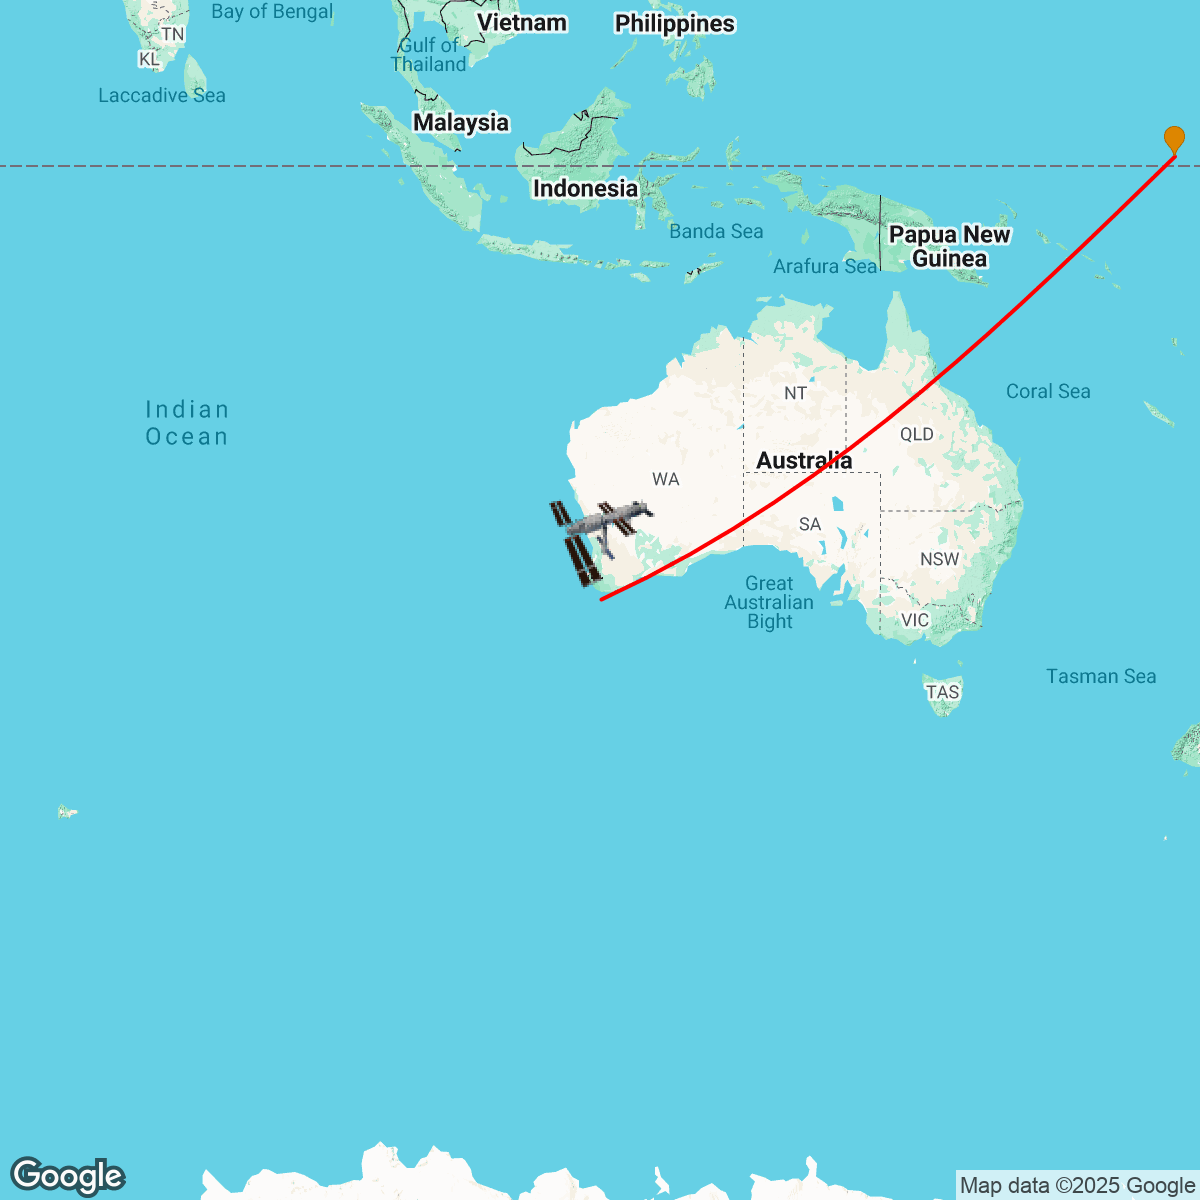 Bay of Bengal
Vietnam
Philippines
TN
KL
Gulf of
Thailand
Laccadive Sea
Malaysia
Indonesia
Banda Sea
Papua New
Guinea
Arafura Sea
Indian
Ocean
NT
Coral Sea
QLD
Australia
WA
SA
NSW
Great
Australian
Bight
VIC
Tasman Sea
TAS
Google
Map data ©2025 Google